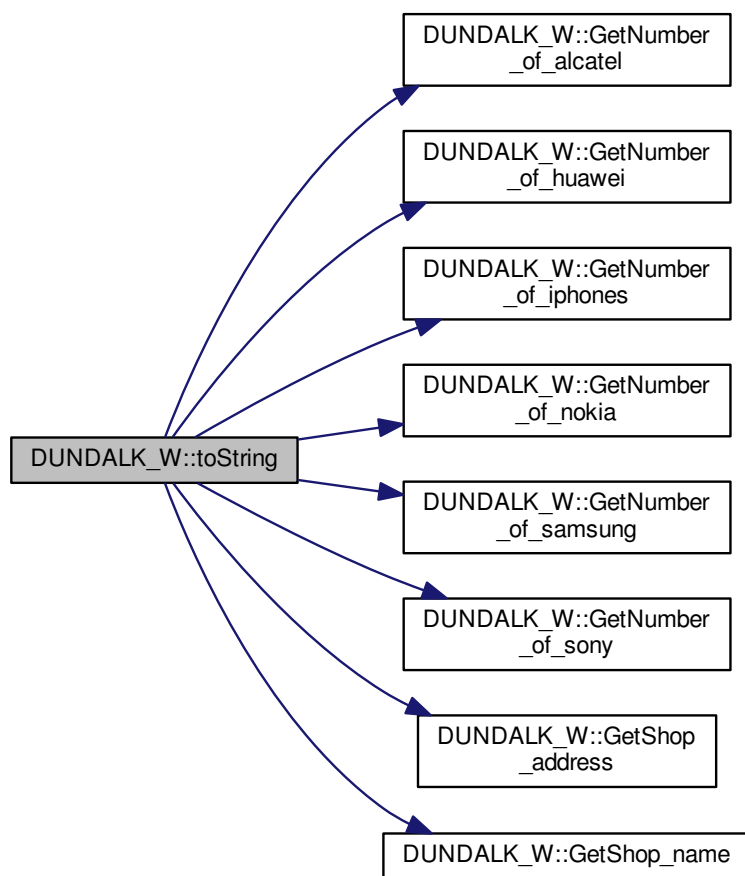 DUNDALK_W::GetNumber
_of_alcatel
DUNDALK_W::GetNumber
_of_huawei
DUNDALK_W::GetNumber
_of_iphones
DUNDALK_W::GetNumber
_of_nokia
DUNDALK_W::toString
DUNDALK_W::GetNumber
_of_samsung
DUNDALK_W::GetNumber
_of_sony
DUNDALK_W::GetShop
_address
DUNDALK_W::GetShop_name